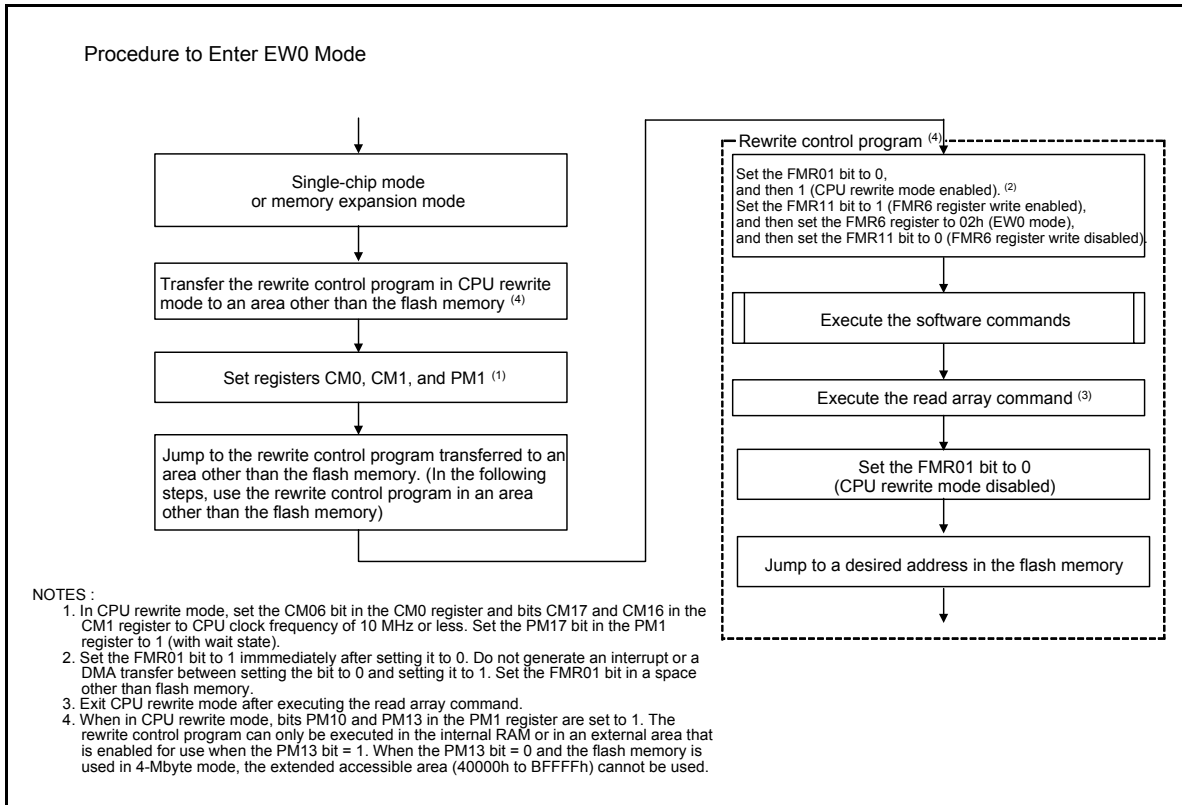 Procedure to Enter EW0 Mode
Single-chip mode
or memory expansion mode
Transfer the rewrite control program in CPU rewrite
mode to an area other than the flash memory (4)
Set registers CM0, CM1, and PM1 (1)
Jump to the rewrite control program transferred to an
area other than the flash memory. (In the following
steps, use the rewrite control program in an area
other than the flash memory)
Rewrite control program (4)
Set the FMR01 bit to 0,
and then 1 (CPU rewrite mode enabled). (2)
Set the FMR11 bit to 1 (FMR6 register write enabled),
and then set the FMR6 register to 02h (EW0 mode),
and then set the FMR11 bit to 0 (FMR6 register write disabled).
Execute the software commands
Execute the read array command (3)
Set the FMR01 bit to 0
(CPU rewrite mode disabled)
Jump to a desired address in the flash memory
NOTES :
1. In CPU rewrite mode, set the CM06 bit in the CM0 register and bits CM17 and CM16 in the
CM1 register to CPU clock frequency of 10 MHz or less. Set the PM17 bit in the PM1
register to 1 (with wait state).
2. Set the FMR01 bit to 1 immmediately after setting it to 0. Do not generate an interrupt or a
DMA transfer between setting the bit to 0 and setting it to 1. Set the FMR01 bit in a space
other than flash memory.
3. Exit CPU rewrite mode after executing the read array command.
4. When in CPU rewrite mode, bits PM10 and PM13 in the PM1 register are set to 1. The
rewrite control program can only be executed in the internal RAM or in an external area that
is enabled for use when the PM13 bit = 1. When the PM13 bit = 0 and the flash memory is
used in 4-Mbyte mode, the extended accessible area (40000h to BFFFFh) cannot be used.